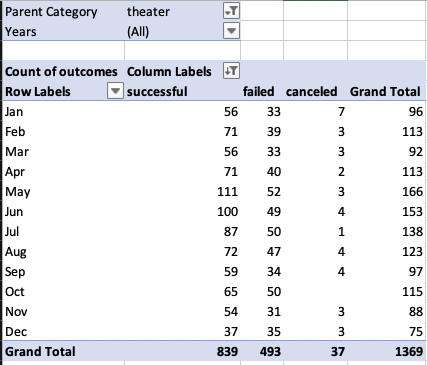 Parent Category theater
Years (All)
Count of outcomes Column Labels
Row Labels successful failed canceled Grand Total
Jan 56 33 7 96
Feb 71 39 3 113
Mar 56 33 3 92
Apr 71 40 2 113
May 111 52 3 166
Jun 100 49 4 153
Jul 87 50 1 138
Aug 72 47 4 123
Sep 59 34 4 97
Oct 65 50 115
Nov 54 31 3 88
Dec 37 35 3 75
Grand Total 839 493 37 1369